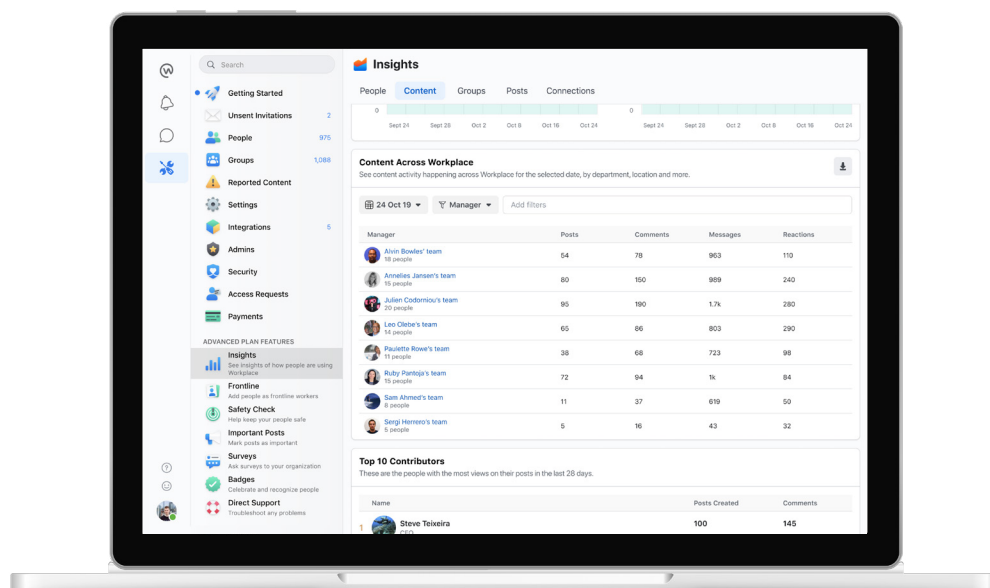 Search
Getting Started
Unsent Invitations 2
People 975
Groups 1,088
Reported Content
Settings
Integrations 5
Admins
Security
Access Requests
Payments
ADVANCED PLAN FEATURES
Insights
See insights of how people are using
Workplace
Frontline
Add people as frontline workers
Safety Check
Help keep your people safe
Important Posts
Mark posts as important
Surveys
Ask surveys to your organization
Badges
Celebrate and recognize people
Direct Support
Troubleshoot any problems
Insights
People Content Groups Posts Connections
0 0
Sept 24 Sept 28 Oct 2 Oct 8 Oct 16 Oct 24 Sept 24 Sept 28 Oct 2 Oct 8 Oct 16 Oct 24
Content Across Workplace
See content activity happening across Workplace for the selected date, by department, location and more.
24 Oct 19 Manager Add filters
Manager Posts Comments Messages Reactions
Alvin Bowles' team 54 78 963 110
18 people
Annelies Jansen's team 80 150 989 240
15 people
Julien Codorniou's team 95 190 1.7k 280
20 people
Leo Olebe's team 65 86 803 290
14 people
Paulette Rowe's team 38 68 723 98
11 people
Ruby Pantoja's team 72 94 1k 84
15 people
Sam Ahmed's team 11 37 619 50
8 people
Sergi Herrero's team 5 16 43 32
5 people
Top 10 Contributors
These are the people with the most views on their posts in the last 28 days.
Name Posts Created Comments
1 Steve Teixeira 100 145
CEO